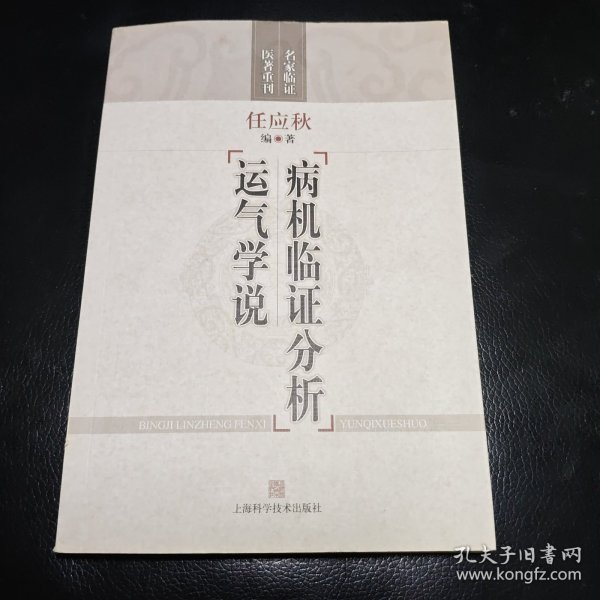 名家临证
医著重刊
任应秋
编◉著
病机临证分析
运气学说
BINGJI LINZHENG FENXI
YUNQIXUESHUO
上海科学技术出版社
孔夫子旧书网
www.kongfz.com